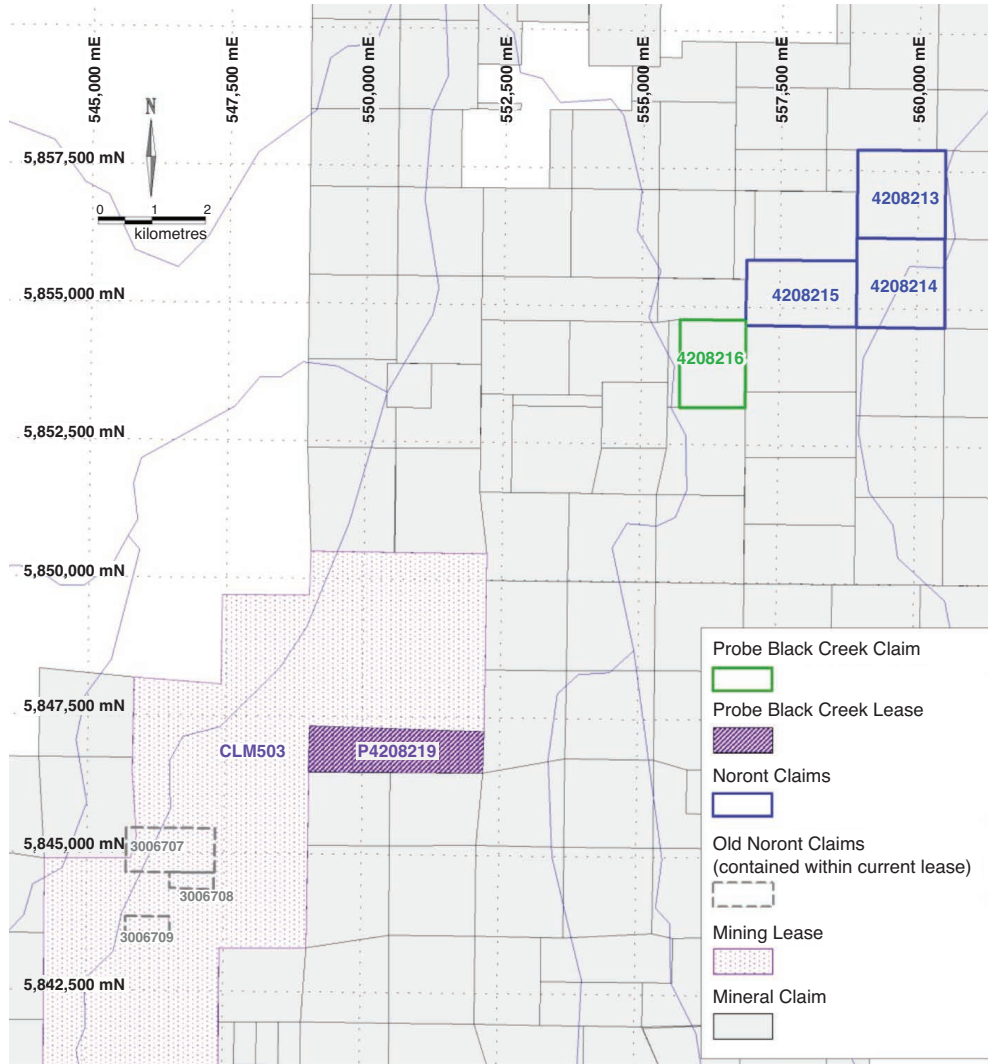 545,000 mE
547,500 mE
550,000 mE
552,500 mE
555,000 mE
557,500 mE
560,000 mE
N
5,857,500 mN
0 1 2
kilometres
4208213
5,855,000 mN
4208215
4208214
4208216
5,852,500 mN
5,850,000 mN
5,847,500 mN
CLM503
P4208219
5,845,000 mN
3006707
3006708
3006709
5,842,500 mN
Probe Black Creek Claim
Probe Black Creek Lease
Noront Claims
Old Noront Claims
(contained within current lease)
Mining Lease
Mineral Claim